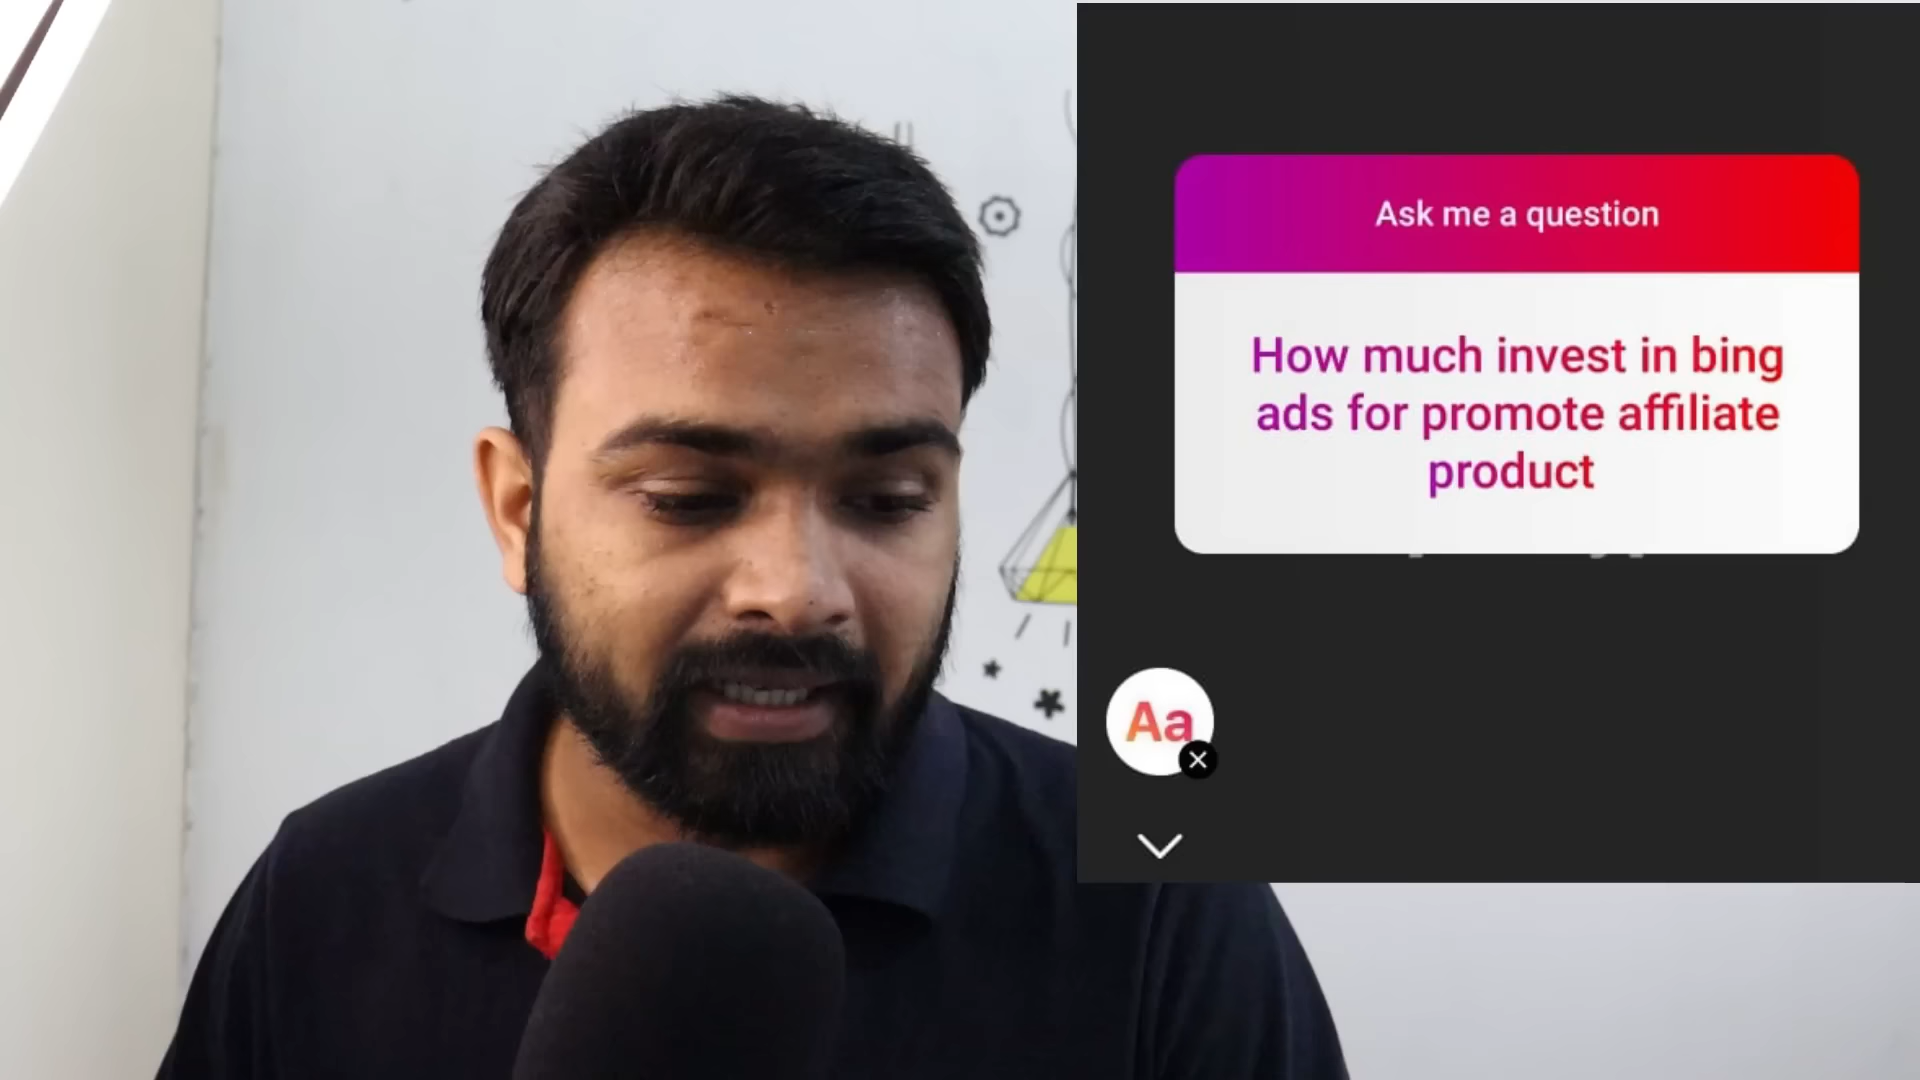 Ask me a question
How much invest in bing
ads for promote affiliate
product
Aa